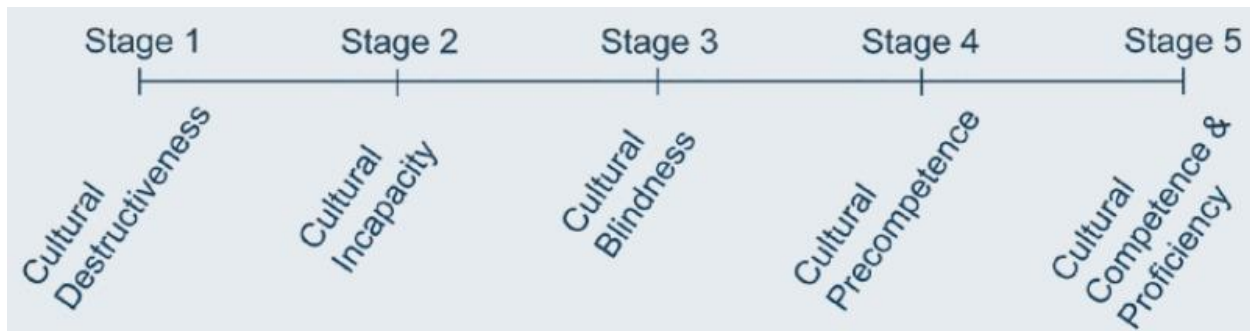 Stage 1
Stage 2
Stage 3
Stage 4
Stage 5
Cultural
Destructiveness
Cultural
Incapacity
Cultural
Blindness
Cultural
Precompetence
Cultural
Competence &
Proficiency